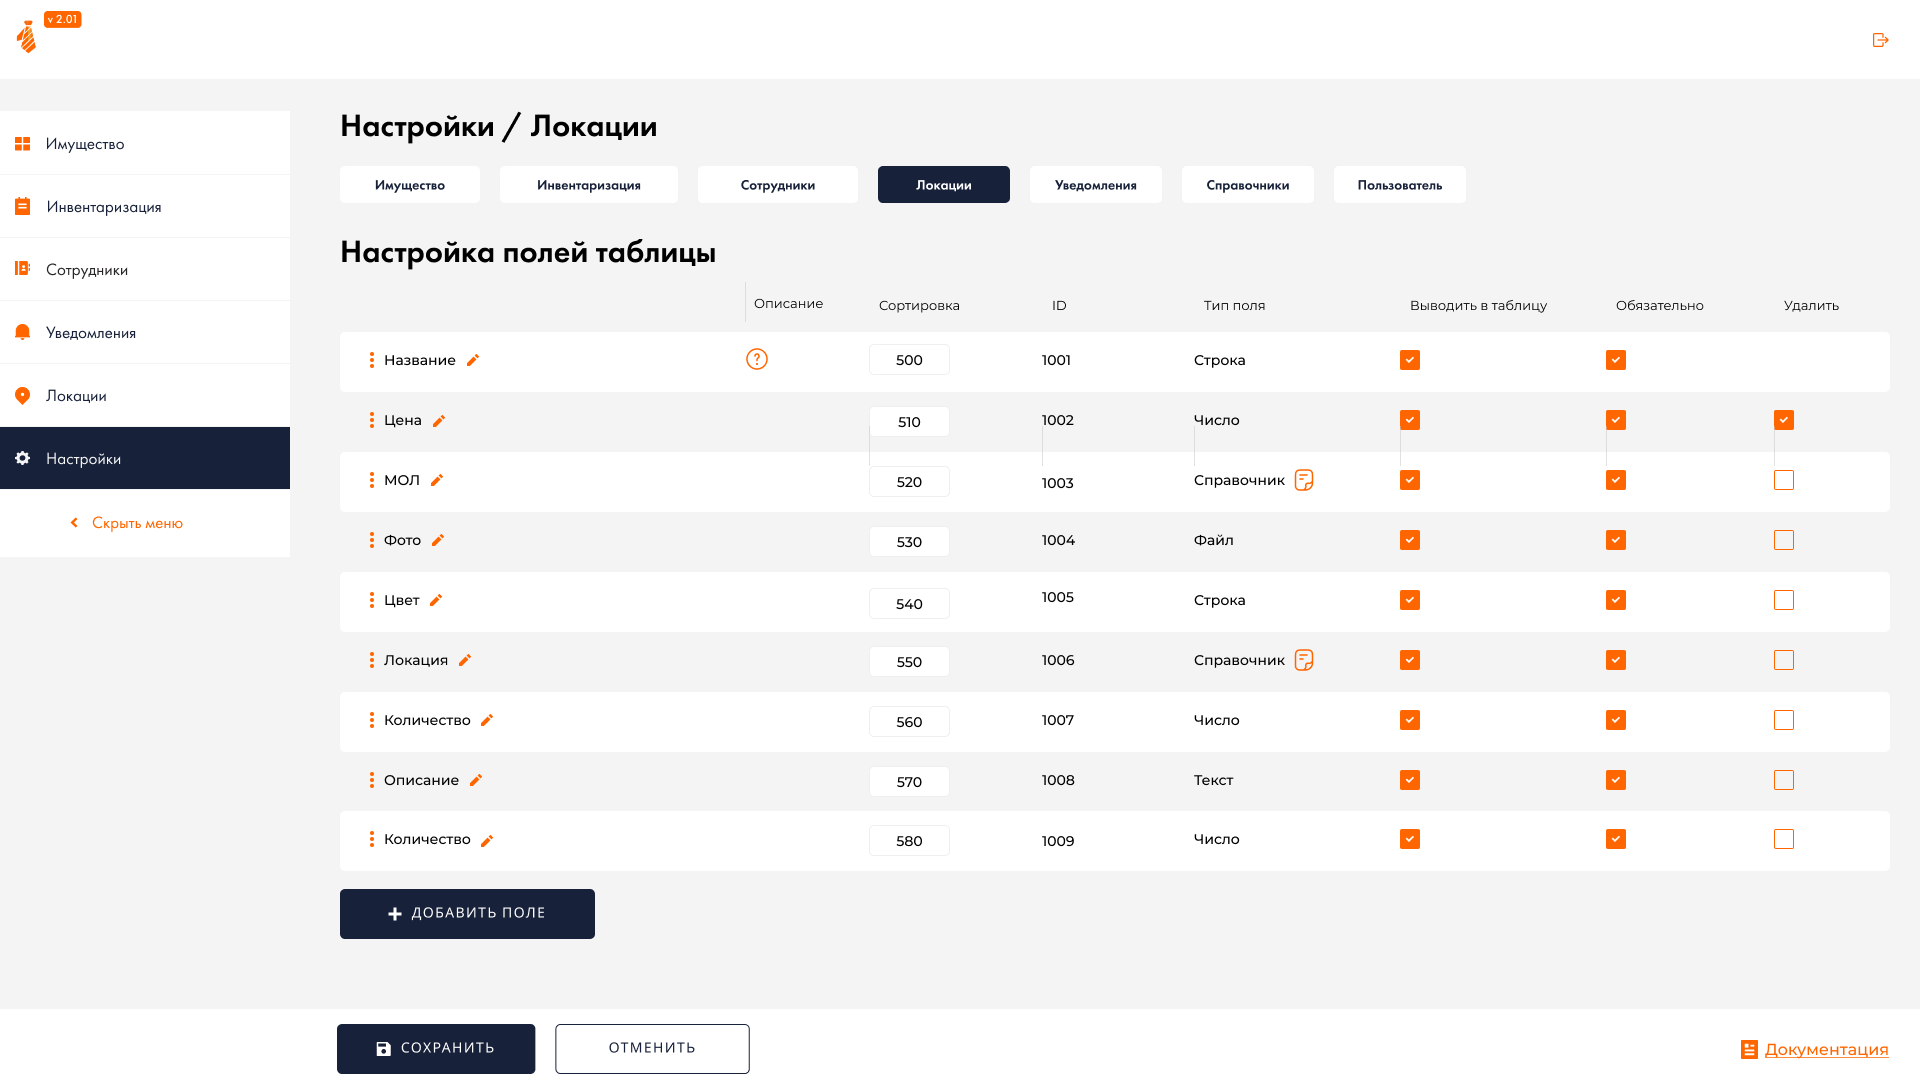 v 2.01
Имущество
Инвентаризация
Сотрудники
Уведомления
Локации
Настройки
Скрыть меню
Настройки / Локации
Имущество Инвентаризация Сотрудники Локации Уведомления Справочники Пользователь
Настройка полей таблицы
Описание Сортировка ID Тип поля Выводить в таблицу Обязательно Удалить
Название ? 500 1001 Строка
Цена 510 1002 Число
МОЛ 520 1003 Справочник
Фото 530 1004 Файл
Цвет 540 1005 Строка
Локация 550 1006 Справочник
Количество 560 1007 Число
Описание 570 1008 Текст
Количество 580 1009 Число
ДОБАВИТЬ ПОЛЕ
СОХРАНИТЬ ОТМЕНИТЬ
Документация